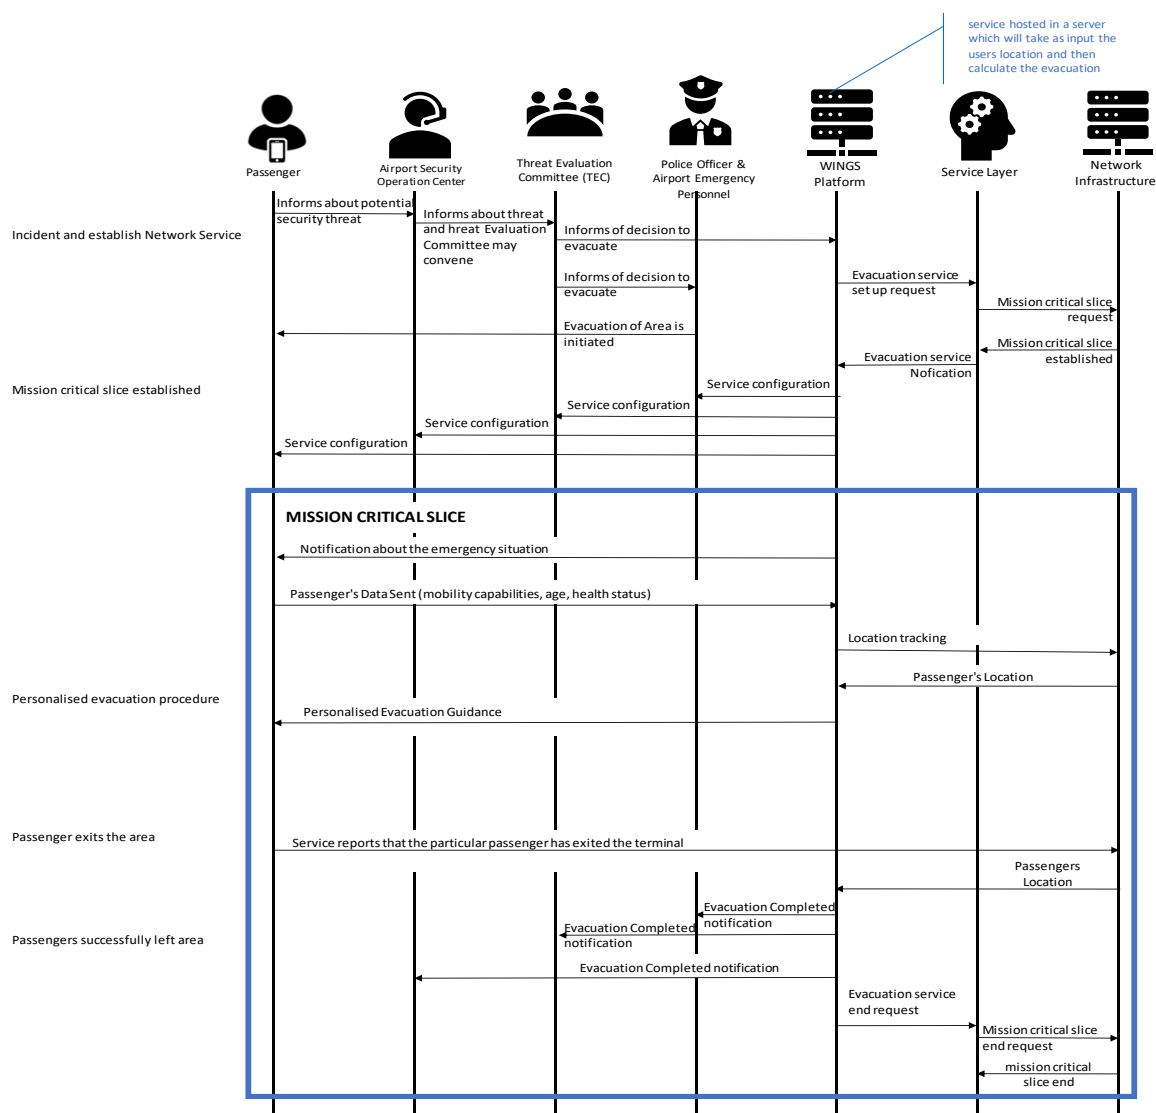 service hosted in a server
which will take as input the
users location and then
calculate the evacuation
Passenger
Airport Security
Operation Center
Threat Evaluation
Committee (TEC)
Police Officer &
Airport Emergency
Personnel
WINGS
Platform
Service Layer
Network
Infrastructure
Informs about potential
security threat
Informs about threat
and hreat Evaluation
Committee may
convene
Incident and establish Network Service
Informs of decision to
evacuate
Informs of decision to
evacuate
Evacuation service
set up request
Mission critical slice
request
Evacuation of Area is
initiated
Mission critical slice
established
Evacuation service
Nofication
Mission critical slice established
Service configuration
Service configuration
Service configuration
Service configuration
MISSION CRITICAL SLICE
Notification about the emergency situation
Passenger's Data Sent (mobility capabilities, age, health status)
Location tracking
Passenger's Location
Personalised evacuation procedure
Personalised Evacuation Guidance
Passenger exits the area
Service reports that the particular passenger has exited the terminal
Passengers
Location
Evacuation Completed
notification
Evacuation Completed
notification
Passengers successfully left area
Evacuation Completed notification
Evacuation service
end request
Mission critical slice
end request
mission critical
slice end